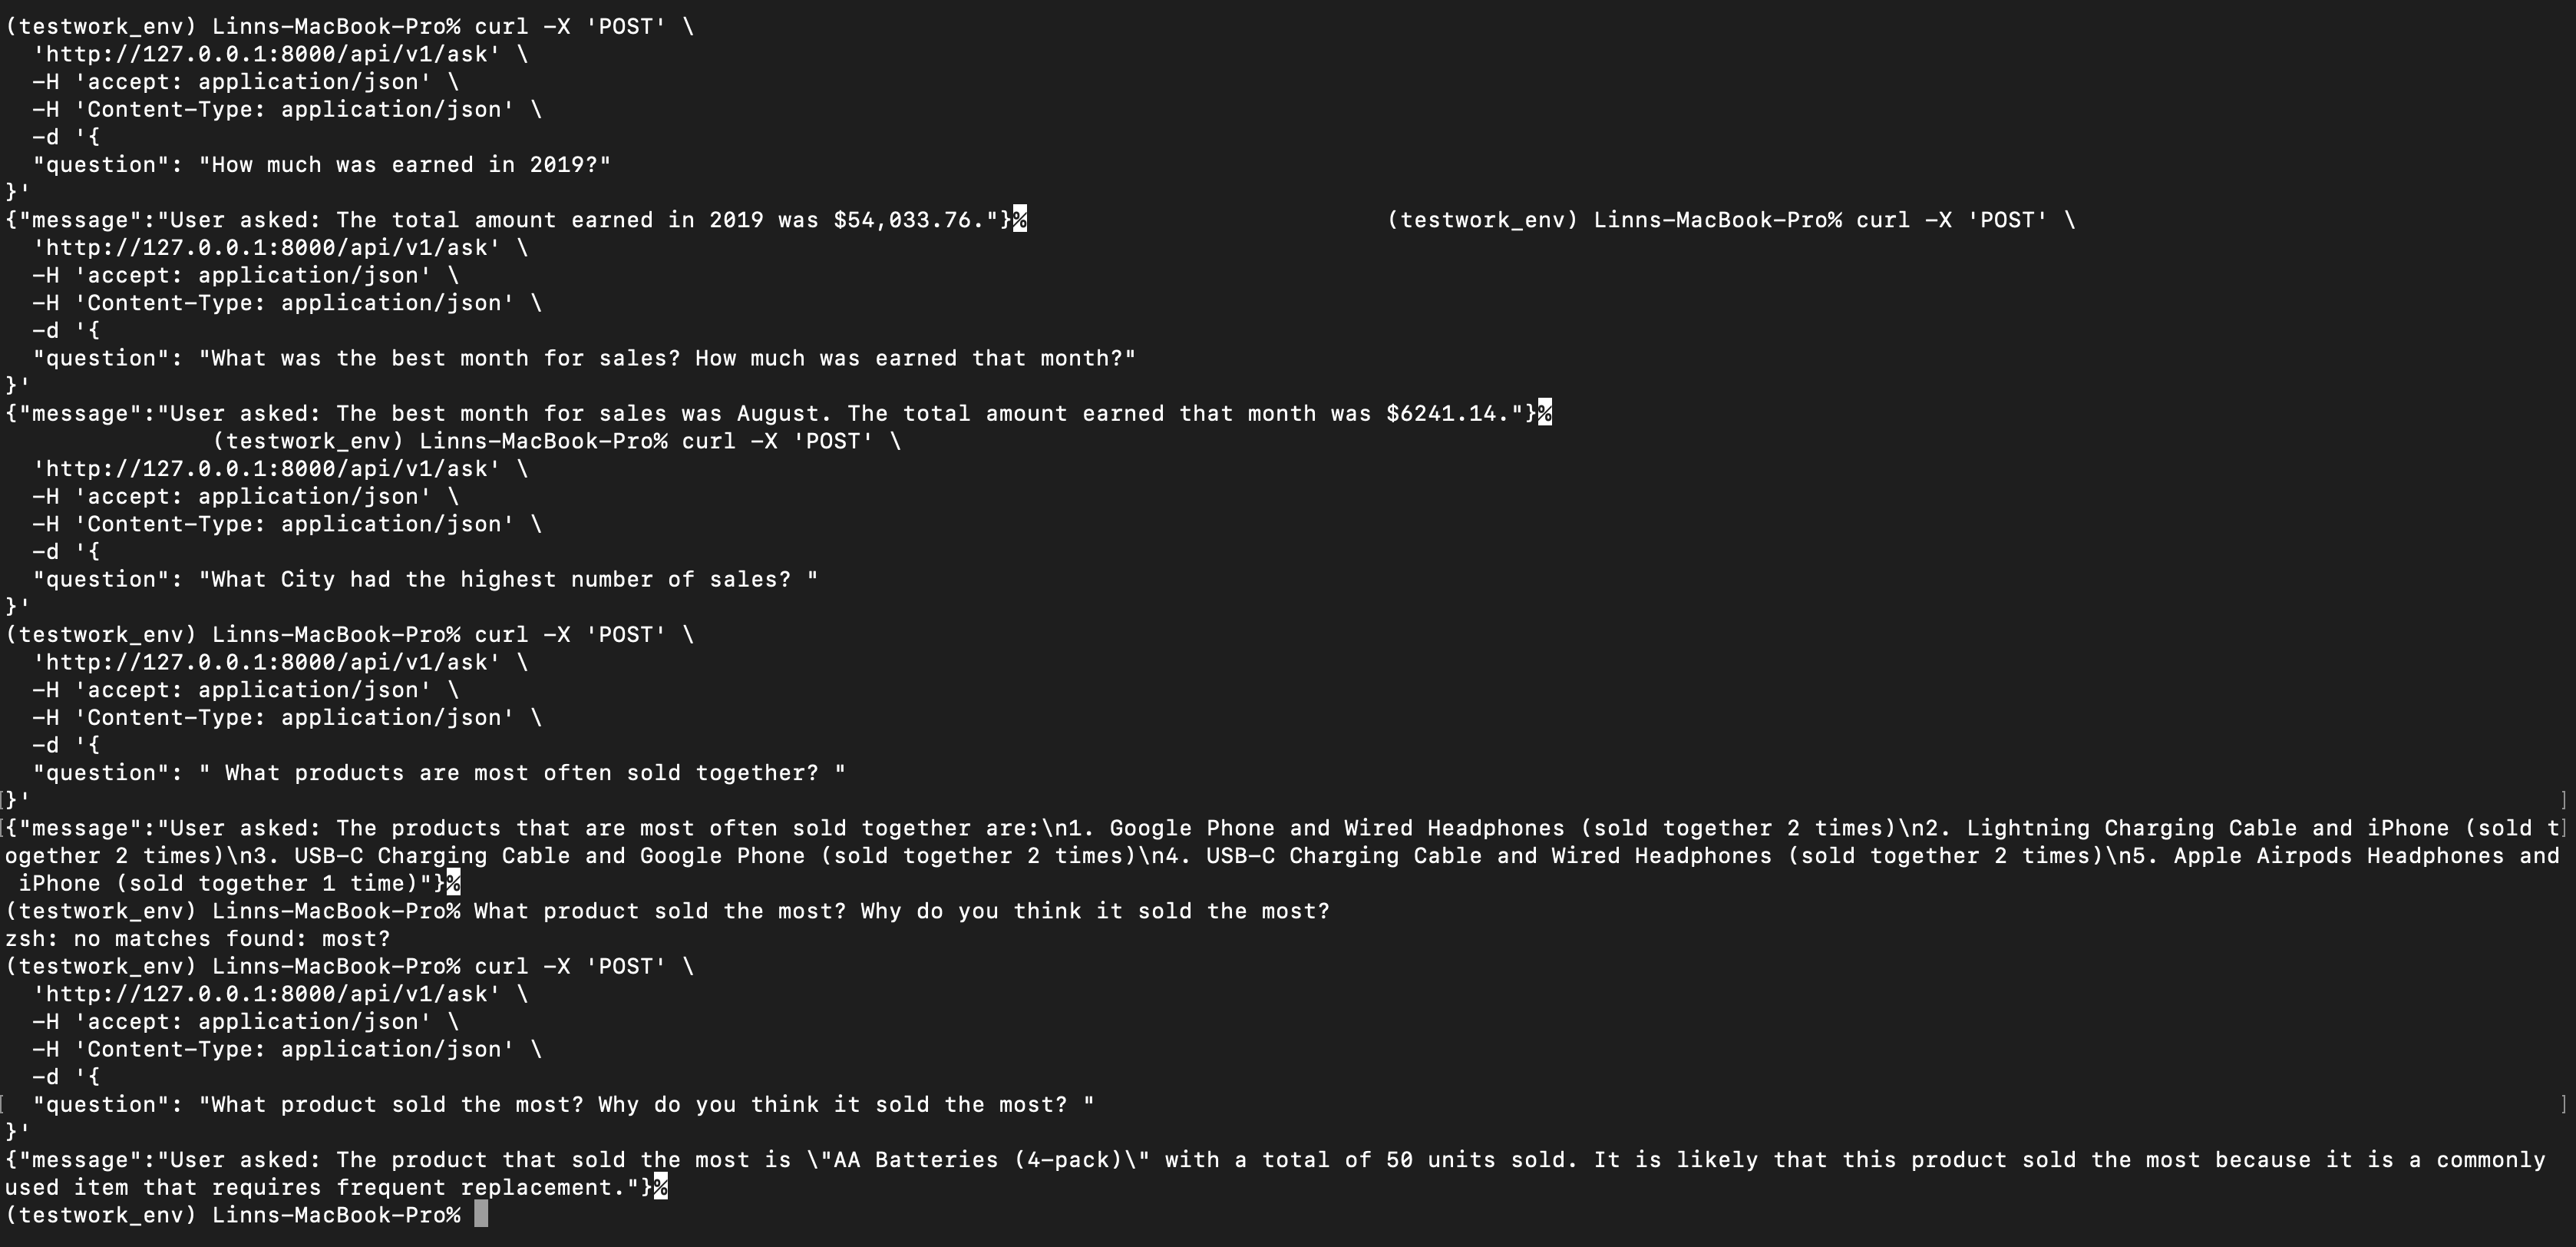 (testwork_env) Linns-MacBook-Pro% curl -X 'POST' \
  'http://127.0.0.1:8000/api/v1/ask' \
  -H 'accept: application/json' \
  -H 'Content-Type: application/json' \
  -d '{
  "question": "How much was earned in 2019?"
}'
{"message":"User asked: The total amount earned in 2019 was $54,033.76."}%                          (testwork_env) Linns-MacBook-Pro% curl -X 'POST' \
  'http://127.0.0.1:8000/api/v1/ask' \
  -H 'accept: application/json' \
  -H 'Content-Type: application/json' \
  -d '{
  "question": "What was the best month for sales? How much was earned that month?"
}'
{"message":"User asked: The best month for sales was August. The total amount earned that month was $6241.14."}%
               (testwork_env) Linns-MacBook-Pro% curl -X 'POST' \
  'http://127.0.0.1:8000/api/v1/ask' \
  -H 'accept: application/json' \
  -H 'Content-Type: application/json' \
  -d '{
  "question": "What City had the highest number of sales? "
}'
(testwork_env) Linns-MacBook-Pro% curl -X 'POST' \
  'http://127.0.0.1:8000/api/v1/ask' \
  -H 'accept: application/json' \
  -H 'Content-Type: application/json' \
  -d '{
  "question": " What products are most often sold together? "
[}' ]
[{"message":"User asked: The products that are most often sold together are:\n1. Google Phone and Wired Headphones (sold together 2 times)\n2. Lightning Charging Cable and iPhone (sold t]
ogether 2 times)\n3. USB-C Charging Cable and Google Phone (sold together 2 times)\n4. USB-C Charging Cable and Wired Headphones (sold together 2 times)\n5. Apple Airpods Headphones and
 iPhone (sold together 1 time)"}%
(testwork_env) Linns-MacBook-Pro% What product sold the most? Why do you think it sold the most?
zsh: no matches found: most?
(testwork_env) Linns-MacBook-Pro% curl -X 'POST' \
  'http://127.0.0.1:8000/api/v1/ask' \
  -H 'accept: application/json' \
  -H 'Content-Type: application/json' \
  -d '{
[  "question": "What product sold the most? Why do you think it sold the most? " ]
}'
{"message":"User asked: The product that sold the most is \"AA Batteries (4-pack)\" with a total of 50 units sold. It is likely that this product sold the most because it is a commonly
used item that requires frequent replacement."}%
(testwork_env) Linns-MacBook-Pro%